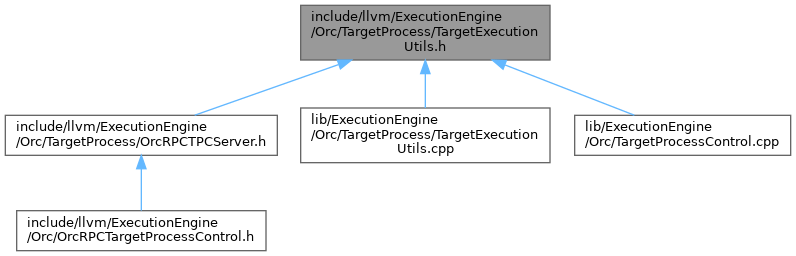 include/llvm/ExecutionEngine
/Orc/TargetProcess/TargetExecution
Utils.h
include/llvm/ExecutionEngine
/Orc/TargetProcess/OrcRPCTPCServer.h
lib/ExecutionEngine
/Orc/TargetProcess/TargetExecution
Utils.cpp
lib/ExecutionEngine
/Orc/TargetProcessControl.cpp
include/llvm/ExecutionEngine
/Orc/OrcRPCTargetProcessControl.h